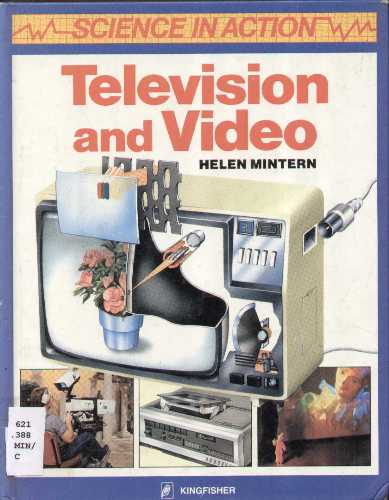 SCIENCE IN ACTION
Television
and Video
HELEN MINTERN
621
.388
MIN/
C
KINGFISHER